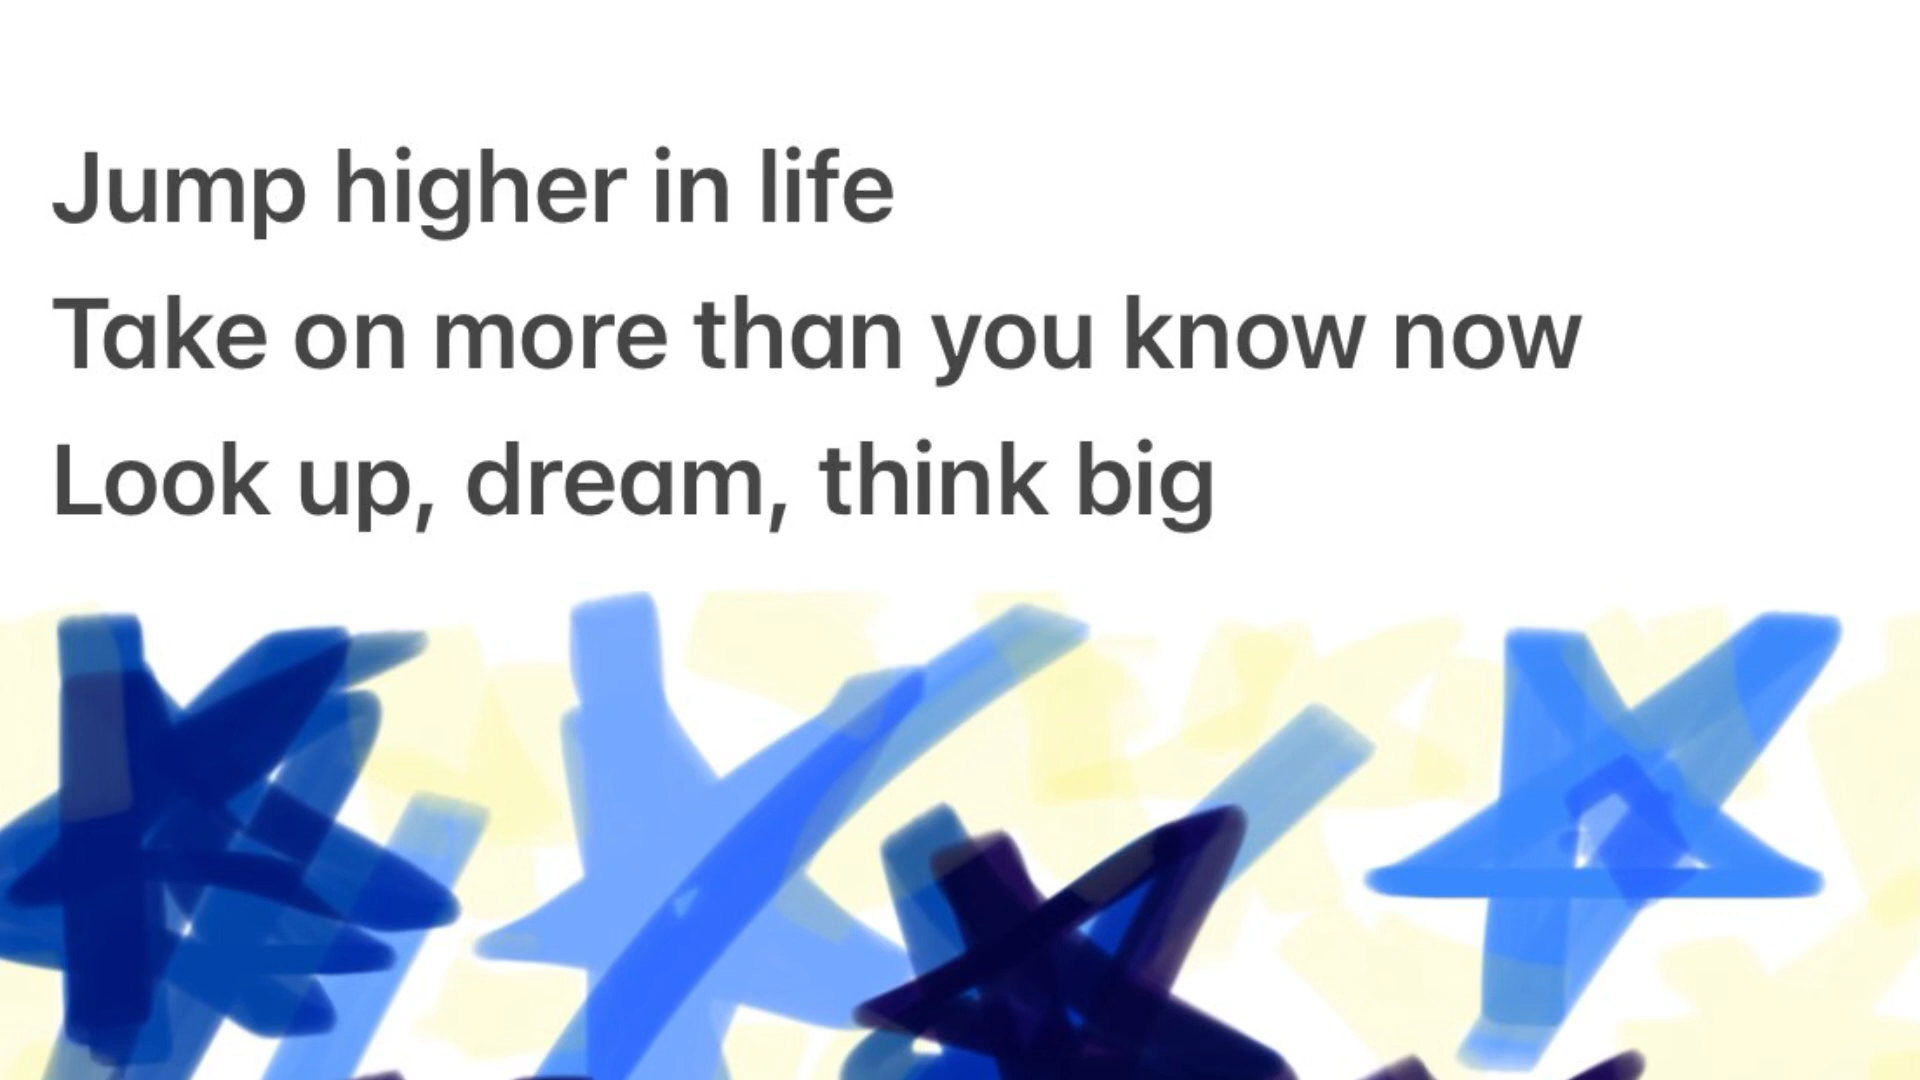 Jump higher in life
Take on more than you know now
Look up, dream, think big